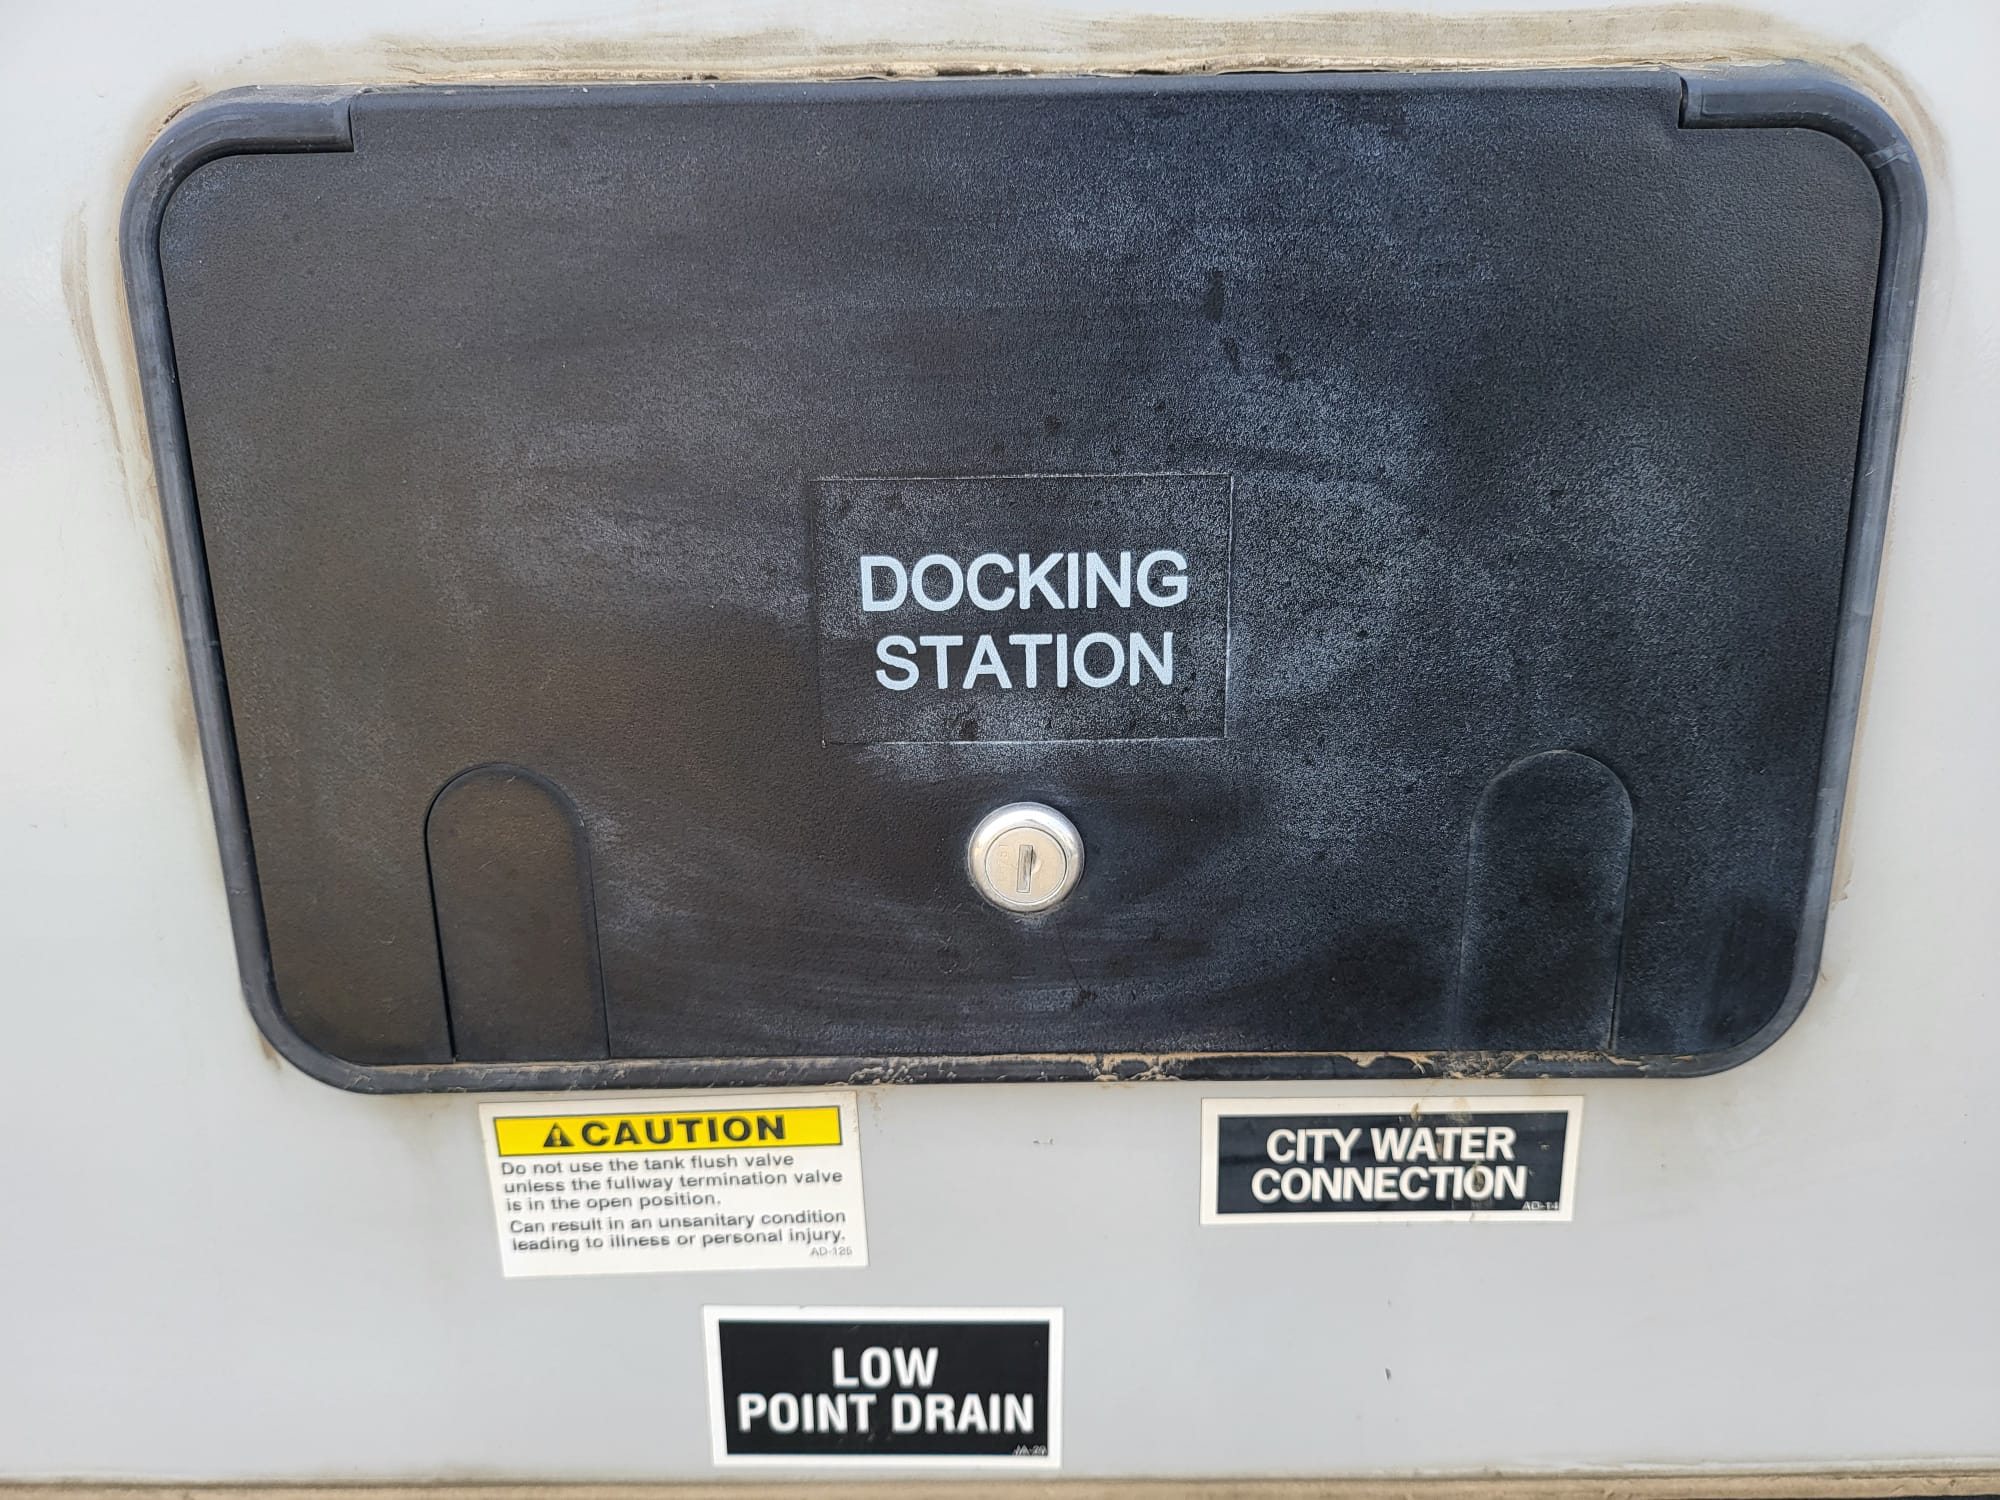 DOCKING
STATION
CAUTION
Do not use the tank flush valve
unless the fullway termination valve
is in the open position.
Can result in an unsanitary condition
leading to illness or personal injury.
AD-125
CITY WATER
CONNECTION
AD-14
LOW
POINT DRAIN